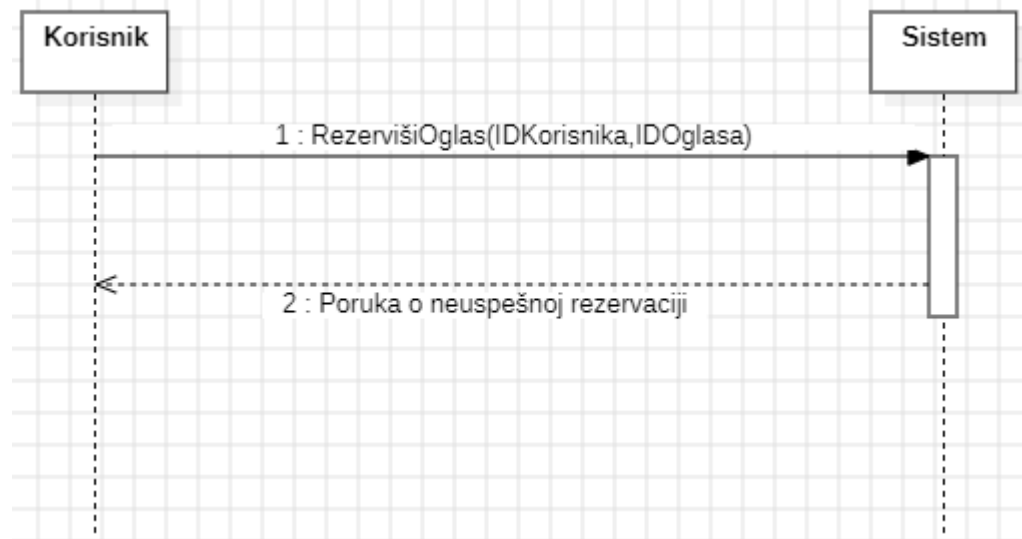 Korisnik
Sistem
1 : RezervišiOglas(IDKorisnika,IDOglasa)
2 : Poruka o neuspešnoj rezervaciji